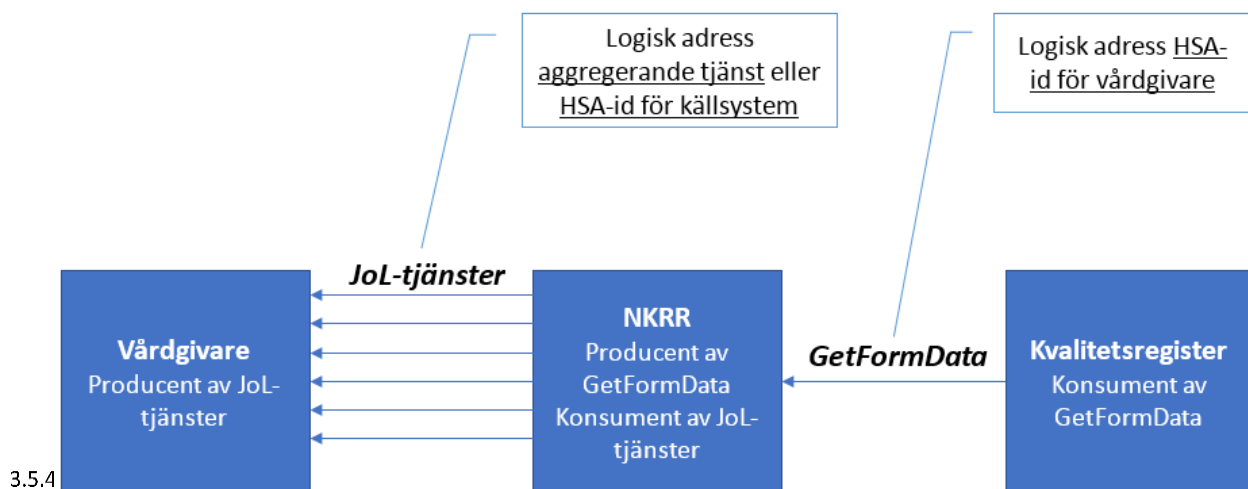 Logisk adress
aggregerande tjänst eller
HSA-id för källsystem
Logisk adress HSA-
id för vårdgivare
JoL-tjänster
GetFormData
Vårdgivare
Producent av JoL-
tjänster
NKRR
Producent av
GetFormData
Konsument av JoL-
tjänster
Kvalitetsregister
Konsument av
GetFormData
3.5.4